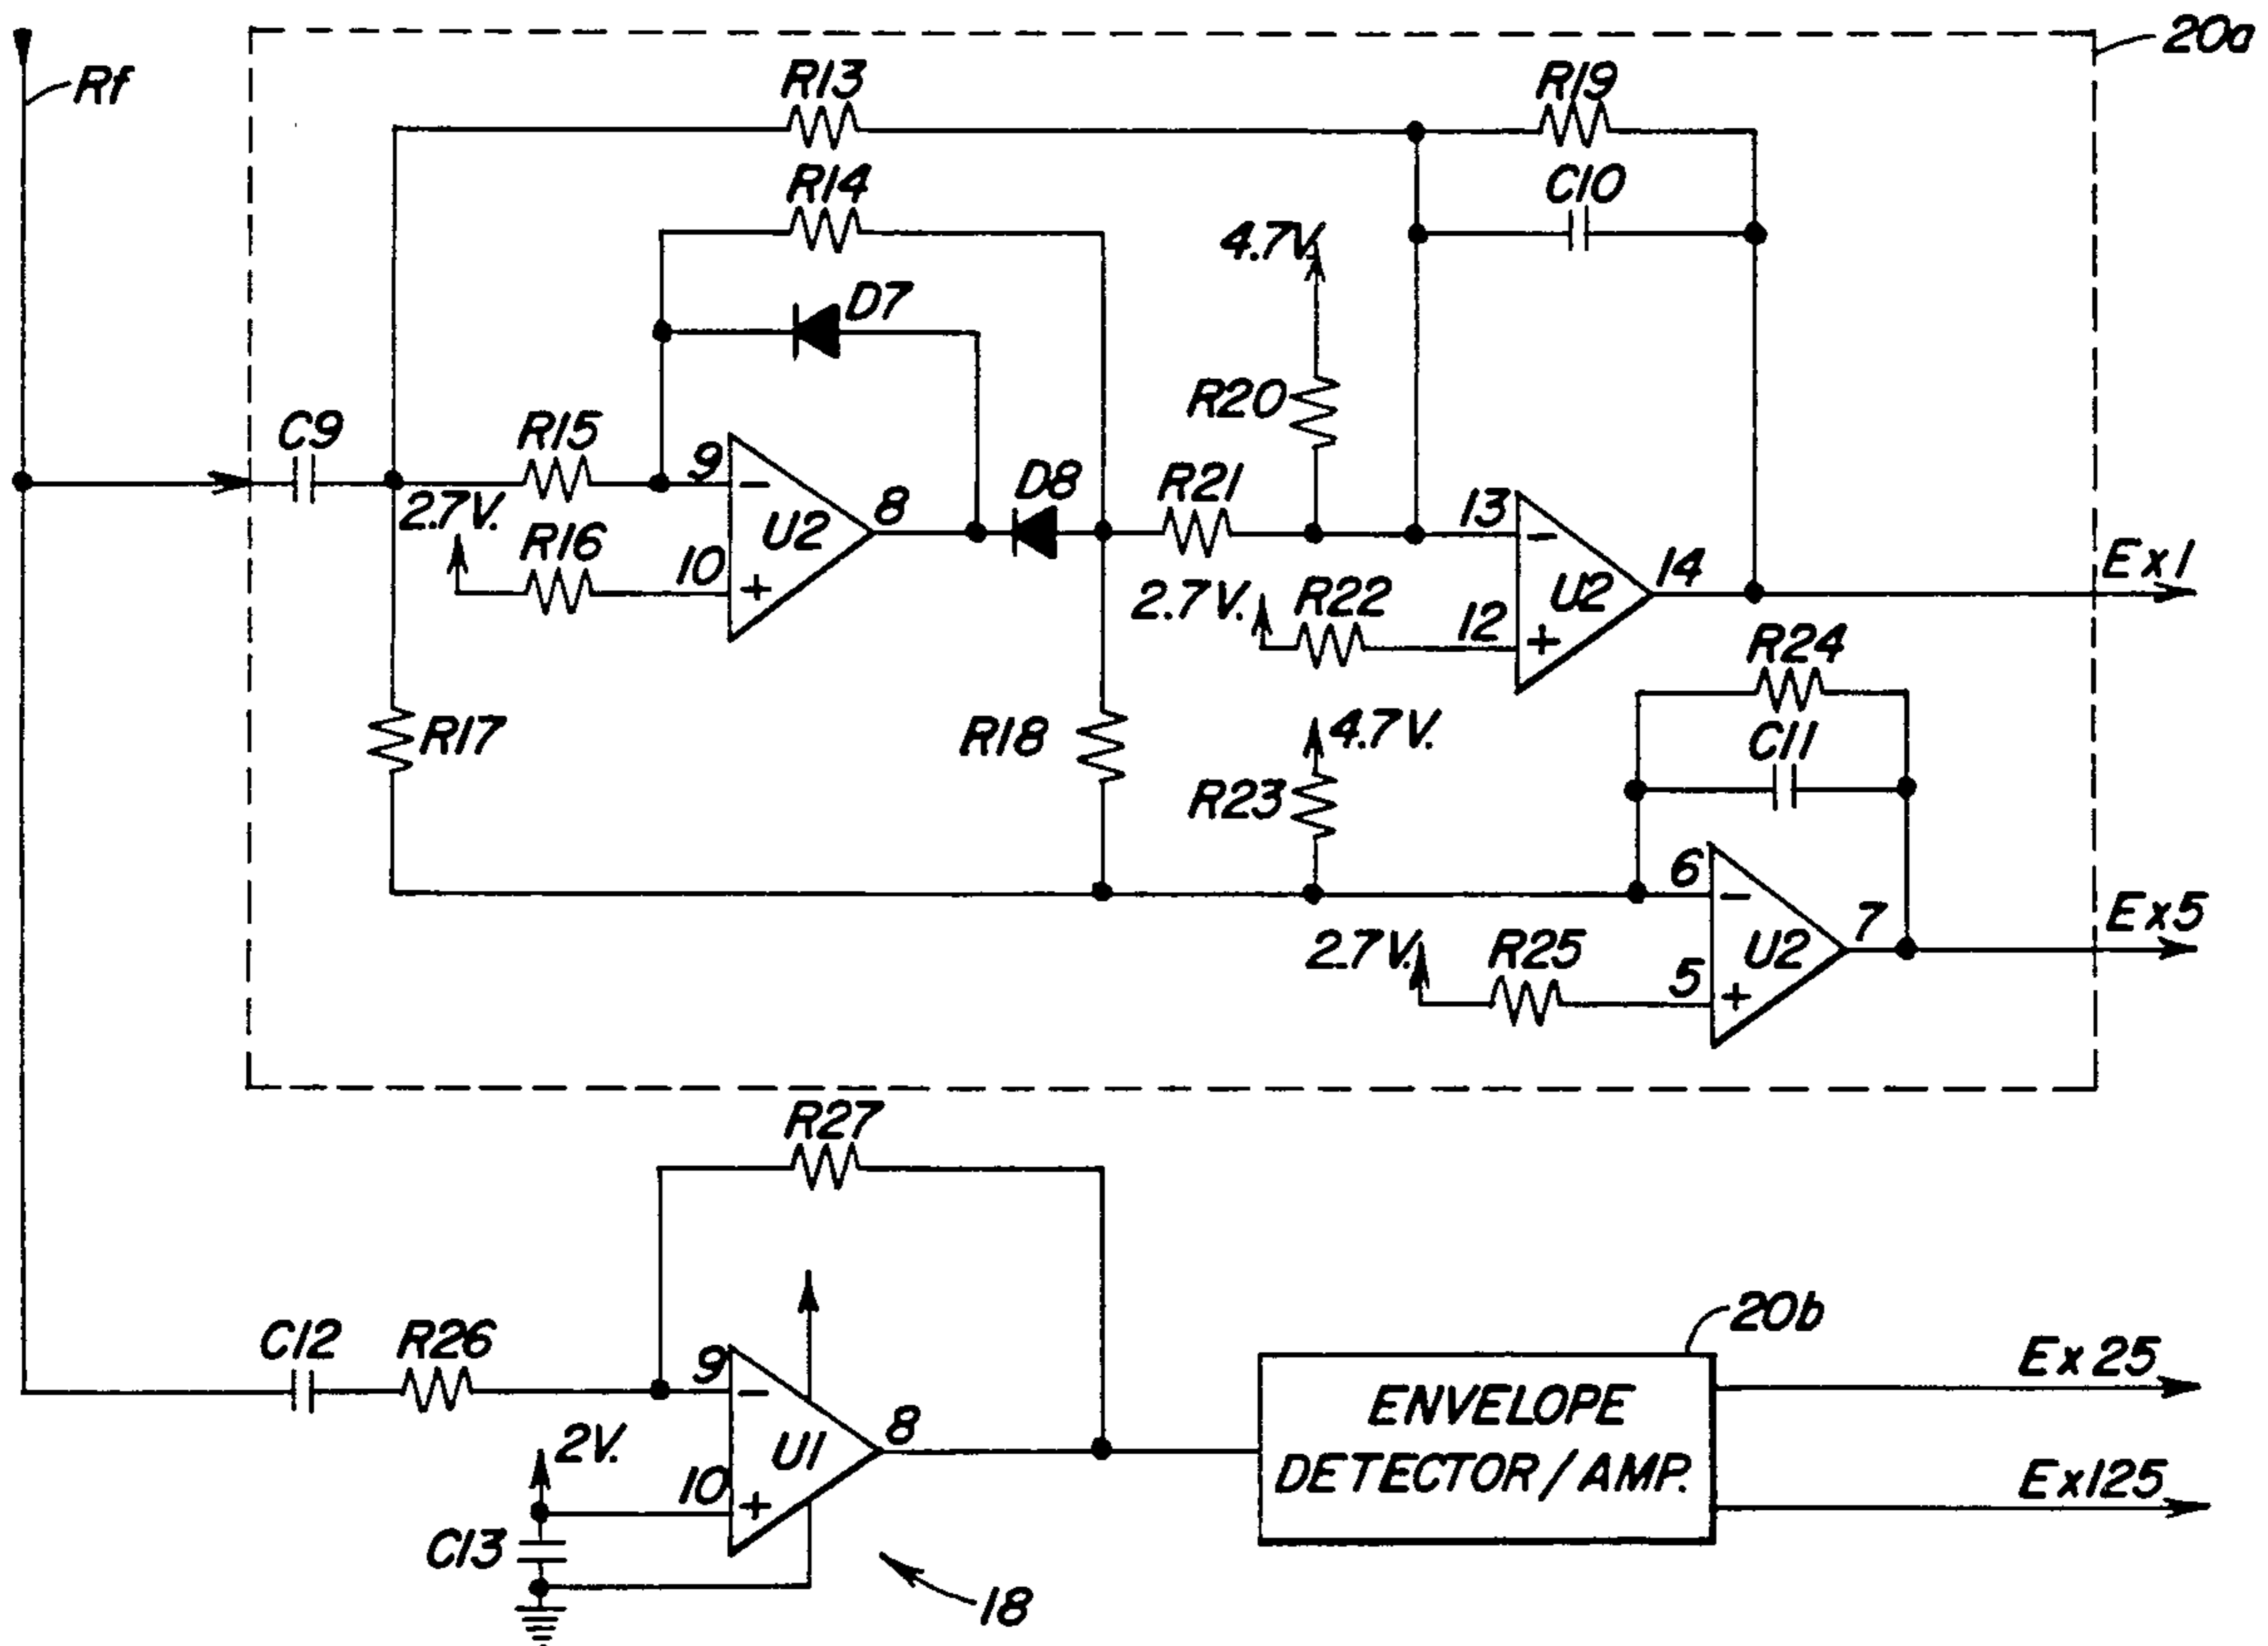 20a
Rf
R13
R19
R14
C10
4.7V.
D7
R20
C9
R15
9
-
8
D8
R21
13
-
2.7V.
R16
10
+
U2
2.7V.
R22
12
+
U2
14
Ex1
R24
R17
R18
4.7V.
C11
R23
6
-
7
Ex5
2.7V.
R25
5
+
U2
R27
20b
C12
R26
9
-
8
Ex25
ENVELOPE
DETECTOR/AMP.
2V.
U1
10
+
Ex125
C13
18